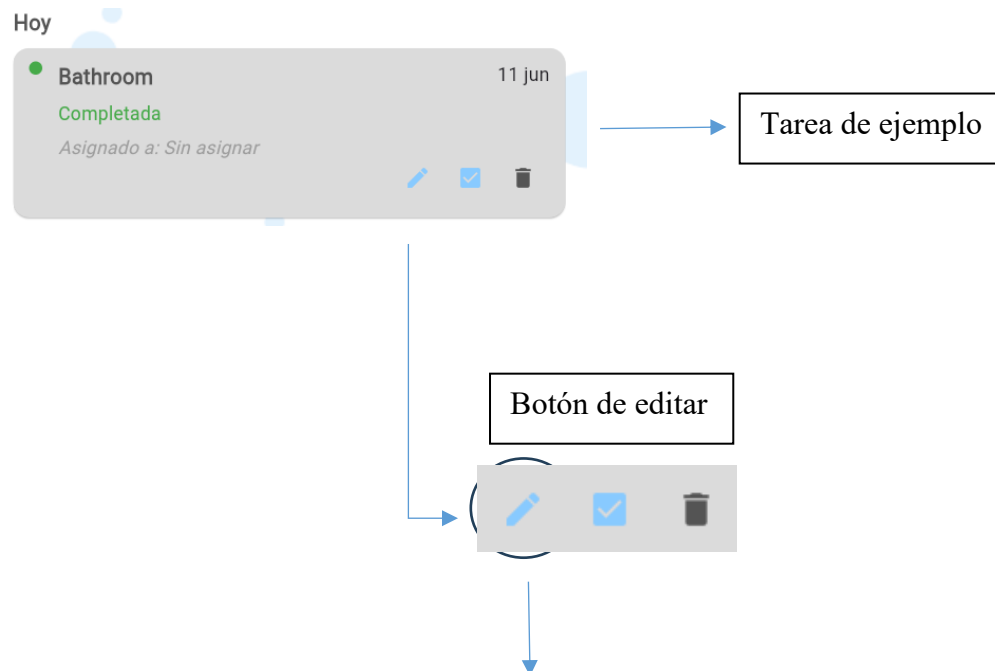 Hoy
Bathroom
11 jun
Completada
Asignado a: Sin asignar
Tarea de ejemplo
Botón de editar